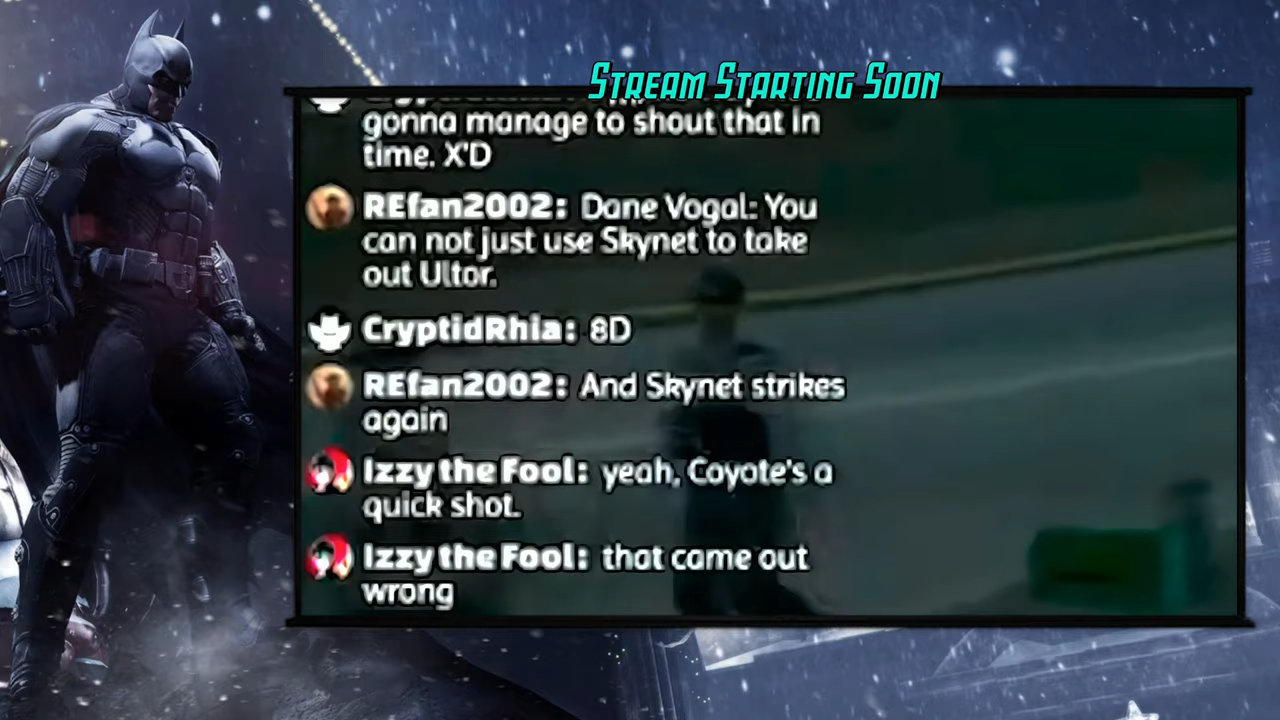 Stream Starting Soon
gonna manage to shout that in
time. X'D
REfan2002: Dane Vogal: You
can not just use Skynet to take
out Ultor.
CryptidRhia: 8D
REfan2002: And Skynet strikes
again
Izzy the Fool: yeah, Coyote's a
quick shot.
Izzy the Fool: that came out
wrong